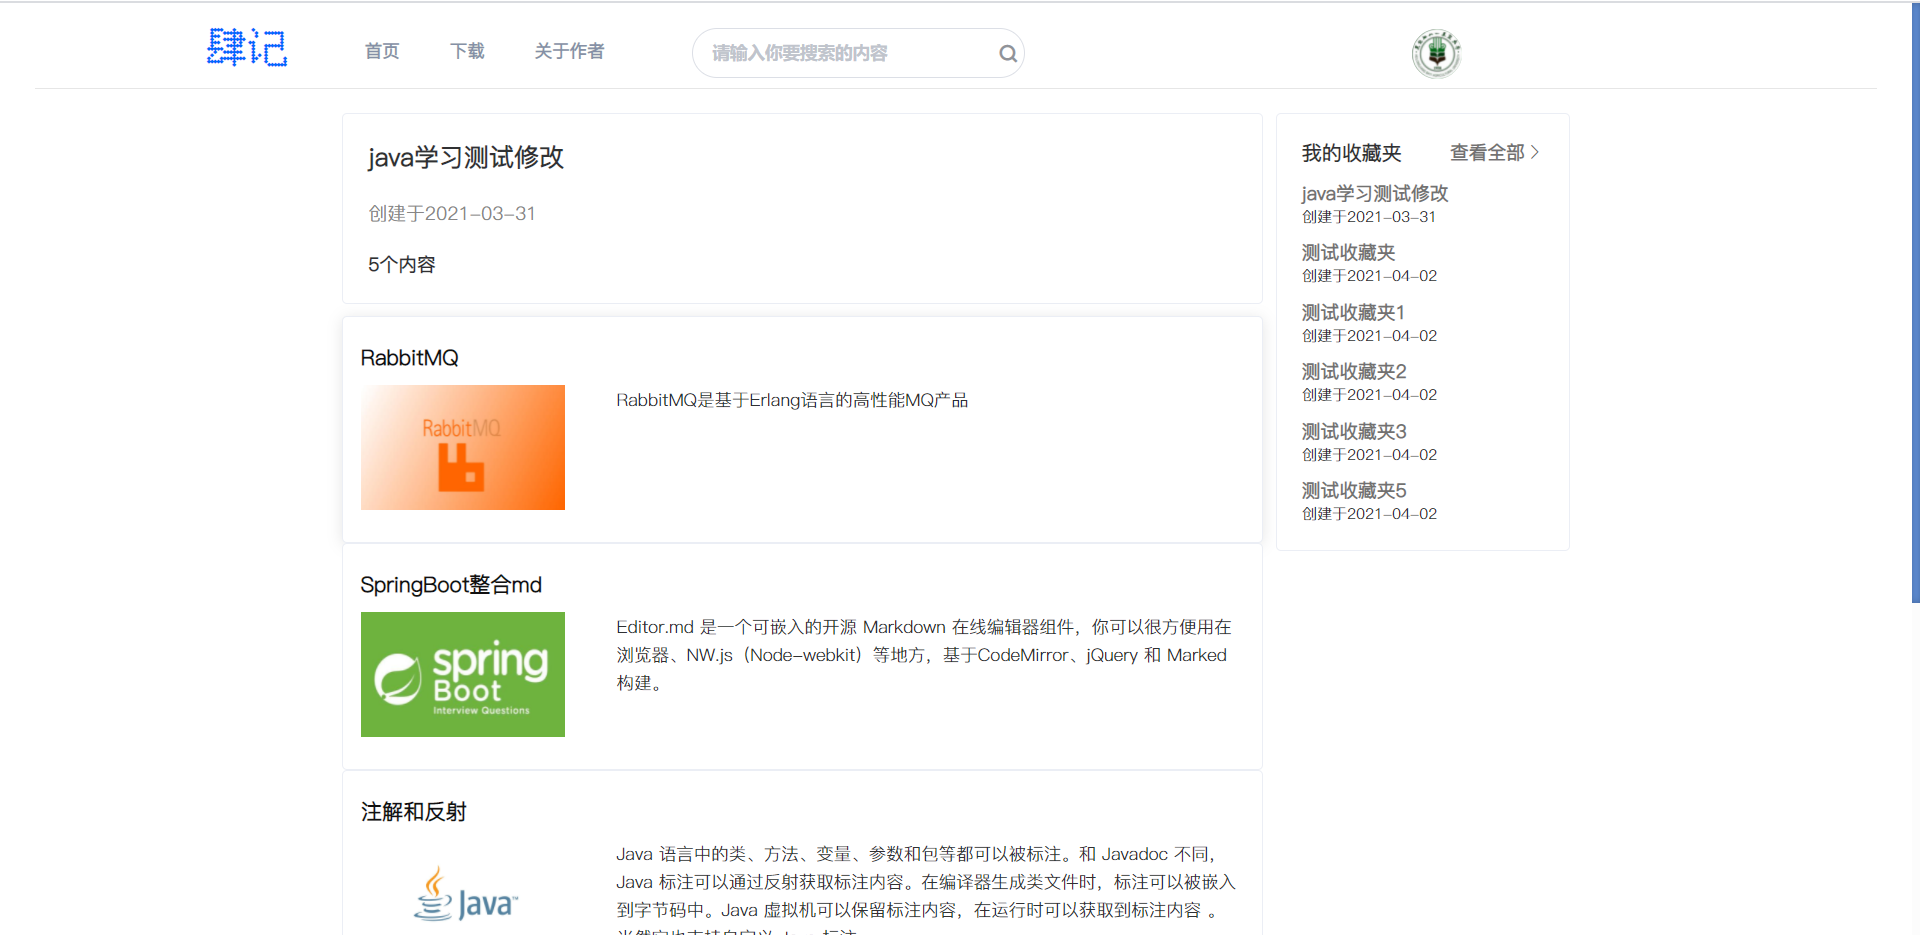 肆记
首页 下载 关于作者
请输入你要搜索的内容
java学习测试修改
创建于2021-03-31
5个内容
RabbitMQ
RabbitMQ
RabbitMQ是基于Erlang语言的高性能MQ产品
SpringBoot整合md
spring
Boot
Interview Questions
Editor.md 是一个可嵌入的开源 Markdown 在线编辑器组件，你可以很方便用在
浏览器、NW.js（Node-webkit）等地方，基于CodeMirror、jQuery 和 Marked
构建。
注解和反射
Java™
Java 语言中的类、方法、变量、参数和包等都可以被标注。和 Javadoc 不同，
Java 标注可以通过反射获取标注内容。在编译器生成类文件时，标注可以被嵌入
到字节码中。Java 虚拟机可以保留标注内容，在运行时可以获取到标注内容 。
我的收藏夹 查看全部
java学习测试修改
创建于2021-03-31
测试收藏夹
创建于2021-04-02
测试收藏夹1
创建于2021-04-02
测试收藏夹2
创建于2021-04-02
测试收藏夹3
创建于2021-04-02
测试收藏夹5
创建于2021-04-02